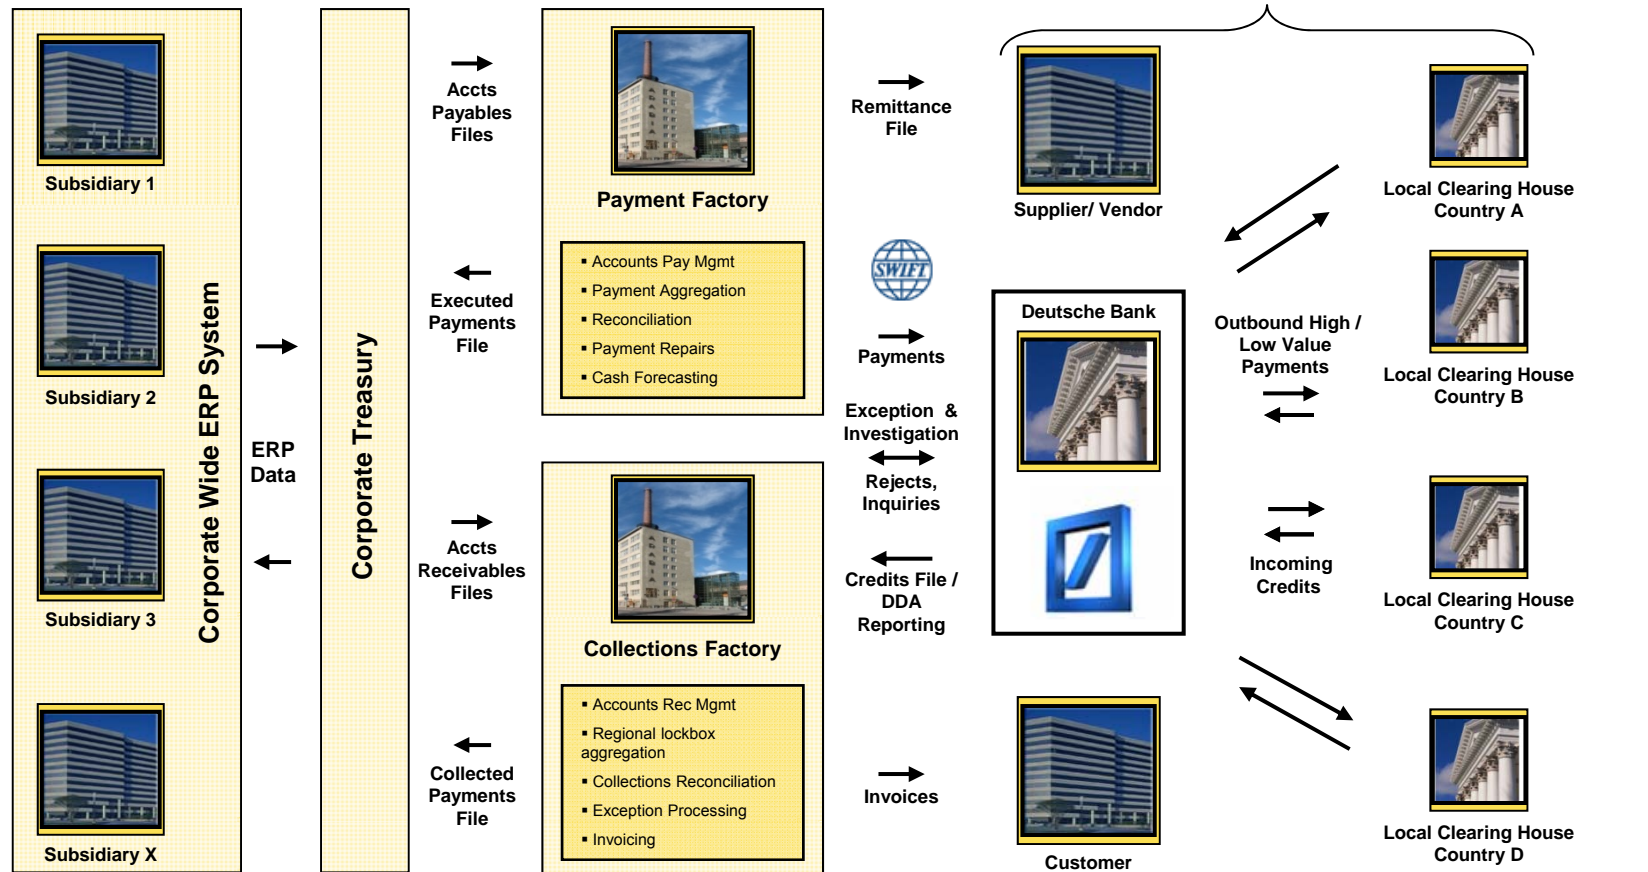 Subsidiary 1
Subsidiary 2
Subsidiary 3
Subsidiary X
Corporate Wide ERP System
ERP
Data
Corporate Treasury
Accts
Payables
Files
Executed
Payments
File
Accts
Receivables
Files
Collected
Payments
File
ARABIA
Payment Factory
▪ Accounts Pay Mgmt
▪ Payment Aggregation
▪ Reconciliation
▪ Payment Repairs
▪ Cash Forecasting
ARABIA
Collections Factory
▪ Accounts Rec Mgmt
▪ Regional lockbox
aggregation
▪ Collections Reconciliation
▪ Exception Processing
▪ Invoicing
Remittance
File
SWIFT
Payments
Exception &
Investigation
Rejects,
Inquiries
Credits File /
DDA
Reporting
Invoices
Supplier/ Vendor
Deutsche Bank
Customer
Outbound High /
Low Value
Payments
Incoming
Credits
Local Clearing House
Country A
Local Clearing House
Country B
Local Clearing House
Country C
Local Clearing House
Country D